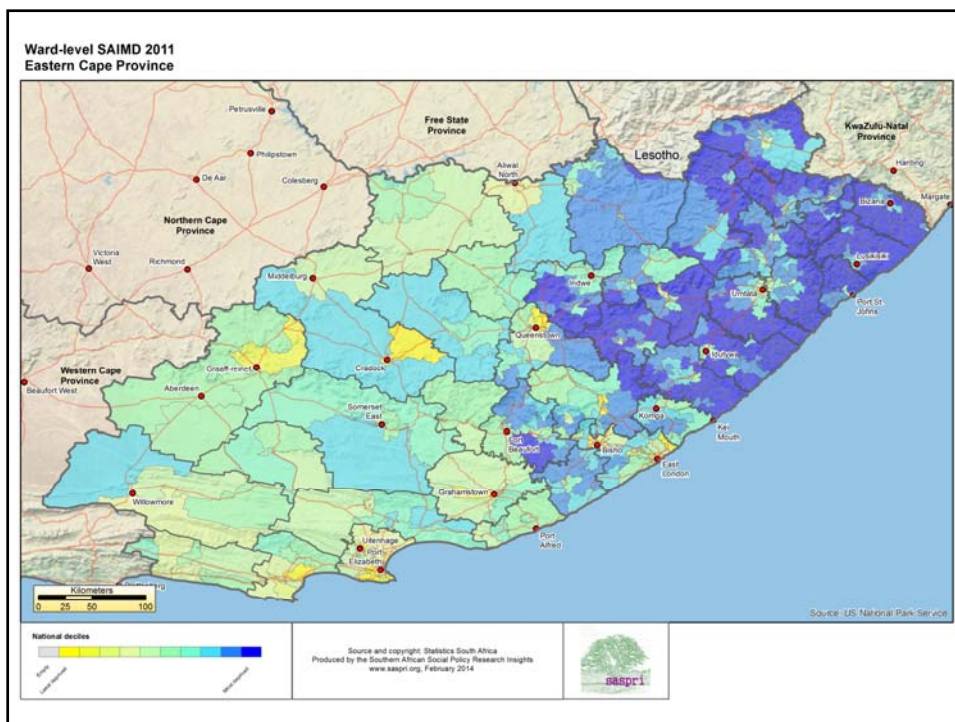 Ward-level SAIMD 2011
Eastern Cape Province
Petrusville
Free State
Province
KwaZulu-Natal
Province
Philipstown
Lesotho
Harding
De Aar
Colesberg
Aliwal
North
Bizana
Margate
Northern Cape
Province
Victoria
West
Richmond
Lusikisiki
Middelburg
Indwe
Umtata
Port St.
Johns
Queenstown
Idutywa
Western Cape
Province
Graaff-reinet
Cradock
Beaufort West
Aberdeen
Somerset
East
Komga
Kei
Mouth
Fort
Beaufort
Bisho
East
London
Willowmore
Grahamstown
Port
Alfred
Uitenhage
Port
Elizabeth
Kilometers
0 25 50 100
Source: US National Park Service
National deciles
Empty
Least deprived
Most deprived
Source and copyright: Statistics South Africa
Produced by the Southern African Social Policy Research Insights
www.saspri.org, February 2014
saspri